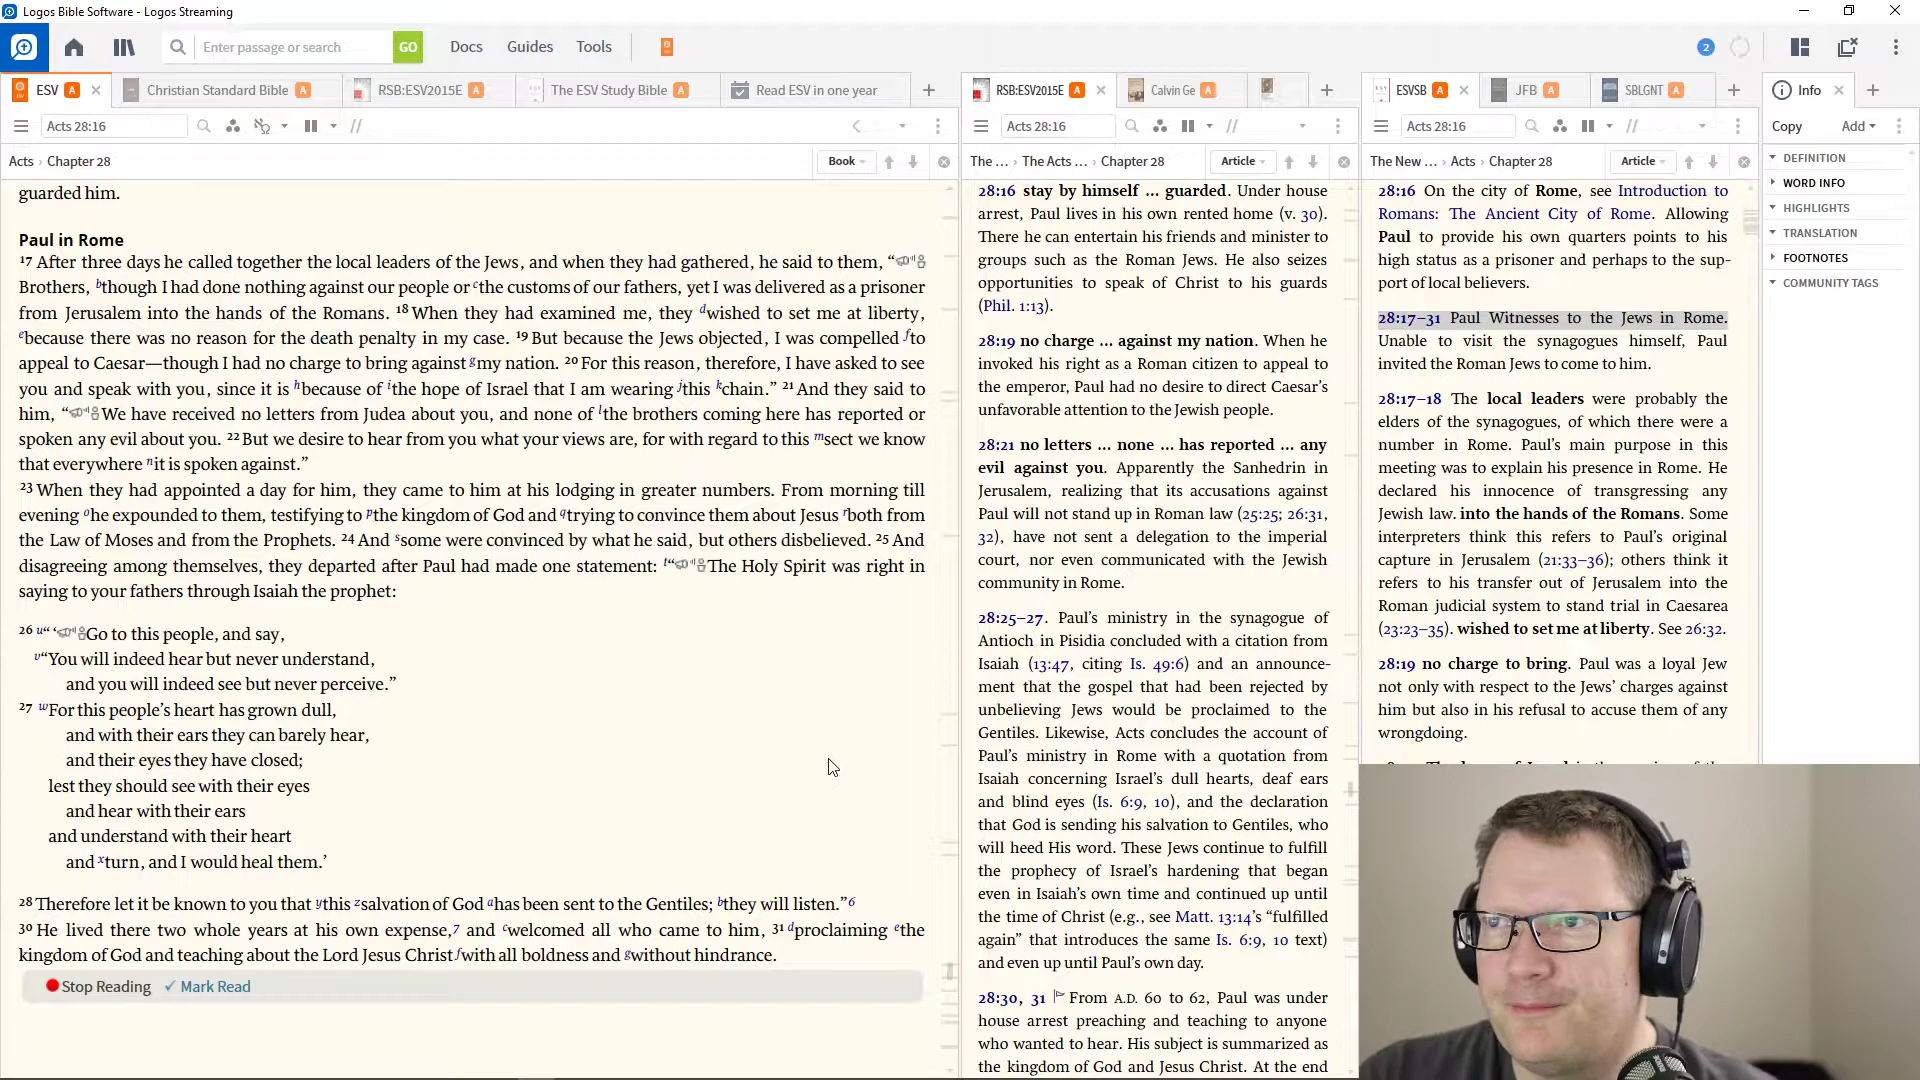 Logos Bible Software - Logos Streaming
Enter passage or search
GO
Docs
Guides
Tools
2
ESV A
Christian Standard Bible A
RSB:ESV2015E A
The ESV Study Bible A
Read ESV in one year
Acts 28:16
Acts › Chapter 28
Book
guarded him.
Paul in Rome
17 After three days he called together the local leaders of the Jews, and when they had gathered, he said to them, “
Brothers, bthough I had done nothing against our people or cthe customs of our fathers, yet I was delivered as a prisoner
from Jerusalem into the hands of the Romans. 18 When they had examined me, they dwished to set me at liberty,
ebecause there was no reason for the death penalty in my case. 19 But because the Jews objected, I was compelled fto
appeal to Caesar—though I had no charge to bring against gmy nation. 20 For this reason, therefore, I have asked to see
you and speak with you, since it is hbecause of ithe hope of Israel that I am wearing jthis kchain.” 21 And they said to
him, “We have received no letters from Judea about you, and none of lthe brothers coming here has reported or
spoken any evil about you. 22 But we desire to hear from you what your views are, for with regard to this msect we know
that everywhere nit is spoken against.”
23 When they had appointed a day for him, they came to him at his lodging in greater numbers. From morning till
evening ohe expounded to them, testifying to pthe kingdom of God and qtrying to convince them about Jesus rboth from
the Law of Moses and from the Prophets. 24 And ssome were convinced by what he said, but others disbelieved. 25 And
disagreeing among themselves, they departed after Paul had made one statement: t“The Holy Spirit was right in
saying to your fathers through Isaiah the prophet:
26 u“ ‘Go to this people, and say,
v“You will indeed hear but never understand,
and you will indeed see but never perceive.”
27 wFor this people’s heart has grown dull,
and with their ears they can barely hear,
and their eyes they have closed;
lest they should see with their eyes
and hear with their ears
and understand with their heart
and xturn, and I would heal them.’
28 Therefore let it be known to you that ythis zsalvation of God ahas been sent to the Gentiles; bthey will listen.” 6
30 He lived there two whole years at his own expense,7 and cwelcomed all who came to him, 31 dproclaiming ethe
kingdom of God and teaching about the Lord Jesus Christ fwith all boldness and gwithout hindrance.
Stop Reading ✓ Mark Read
RSB:ESV2015E A
Calvin Ge A
Acts 28:16
The ... › The Acts ... › Chapter 28
Article
28:16 stay by himself ... guarded. Under house
arrest, Paul lives in his own rented home (v. 30).
There he can entertain his friends and minister to
groups such as the Roman Jews. He also seizes
opportunities to speak of Christ to his guards
(Phil. 1:13).
28:19 no charge ... against my nation. When he
invoked his right as a Roman citizen to appeal to
the emperor, Paul had no desire to direct Caesar’s
unfavorable attention to the Jewish people.
28:21 no letters ... none ... has reported ... any
evil against you. Apparently the Sanhedrin in
Jerusalem, realizing that its accusations against
Paul will not stand up in Roman law (25:25; 26:31,
32), have not sent a delegation to the imperial
court, nor even communicated with the Jewish
community in Rome.
28:25–27. Paul’s ministry in the synagogue of
Antioch in Pisidia concluded with a citation from
Isaiah (13:47, citing Is. 49:6) and an announce-
ment that the gospel that had been rejected by
unbelieving Jews would be proclaimed to the
Gentiles. Likewise, Acts concludes the account of
Paul’s ministry in Rome with a quotation from
Isaiah concerning Israel’s dull hearts, deaf ears
and blind eyes (Is. 6:9, 10), and the declaration
that God is sending his salvation to Gentiles, who
will heed His word. These Jews continue to fulfill
the prophecy of Israel’s hardening that began
even in Isaiah’s own time and continued up until
the time of Christ (e.g., see Matt. 13:14’s “fulfilled
again” that introduces the same Is. 6:9, 10 text)
and even up until Paul’s own day.
28:30, 31 From A.D. 60 to 62, Paul was under
house arrest preaching and teaching to anyone
who wanted to hear. His subject is summarized as
the kingdom of God and Jesus Christ. At the end
ESVSB A
JFB A
SBLGNT A
Acts 28:16
The New ... › Acts › Chapter 28
Article
28:16 On the city of Rome, see Introduction to
Romans: The Ancient City of Rome. Allowing
Paul to provide his own quarters points to his
high status as a prisoner and perhaps to the sup-
port of local believers.
28:17–31 Paul Witnesses to the Jews in Rome.
Unable to visit the synagogues himself, Paul
invited the Roman Jews to come to him.
28:17–18 The local leaders were probably the
elders of the synagogues, of which there were a
number in Rome. Paul’s main purpose in this
meeting was to explain his presence in Rome. He
declared his innocence of transgressing any
Jewish law. into the hands of the Romans. Some
interpreters think this refers to Paul’s original
capture in Jerusalem (21:33–36); others think it
refers to his transfer out of Jerusalem into the
Roman judicial system to stand trial in Caesarea
(23:23–35). wished to set me at liberty. See 26:32.
28:19 no charge to bring. Paul was a loyal Jew
not only with respect to the Jews’ charges against
him but also in his refusal to accuse them of any
wrongdoing.
Info
Copy
Add
DEFINITION
WORD INFO
HIGHLIGHTS
TRANSLATION
FOOTNOTES
COMMUNITY TAGS